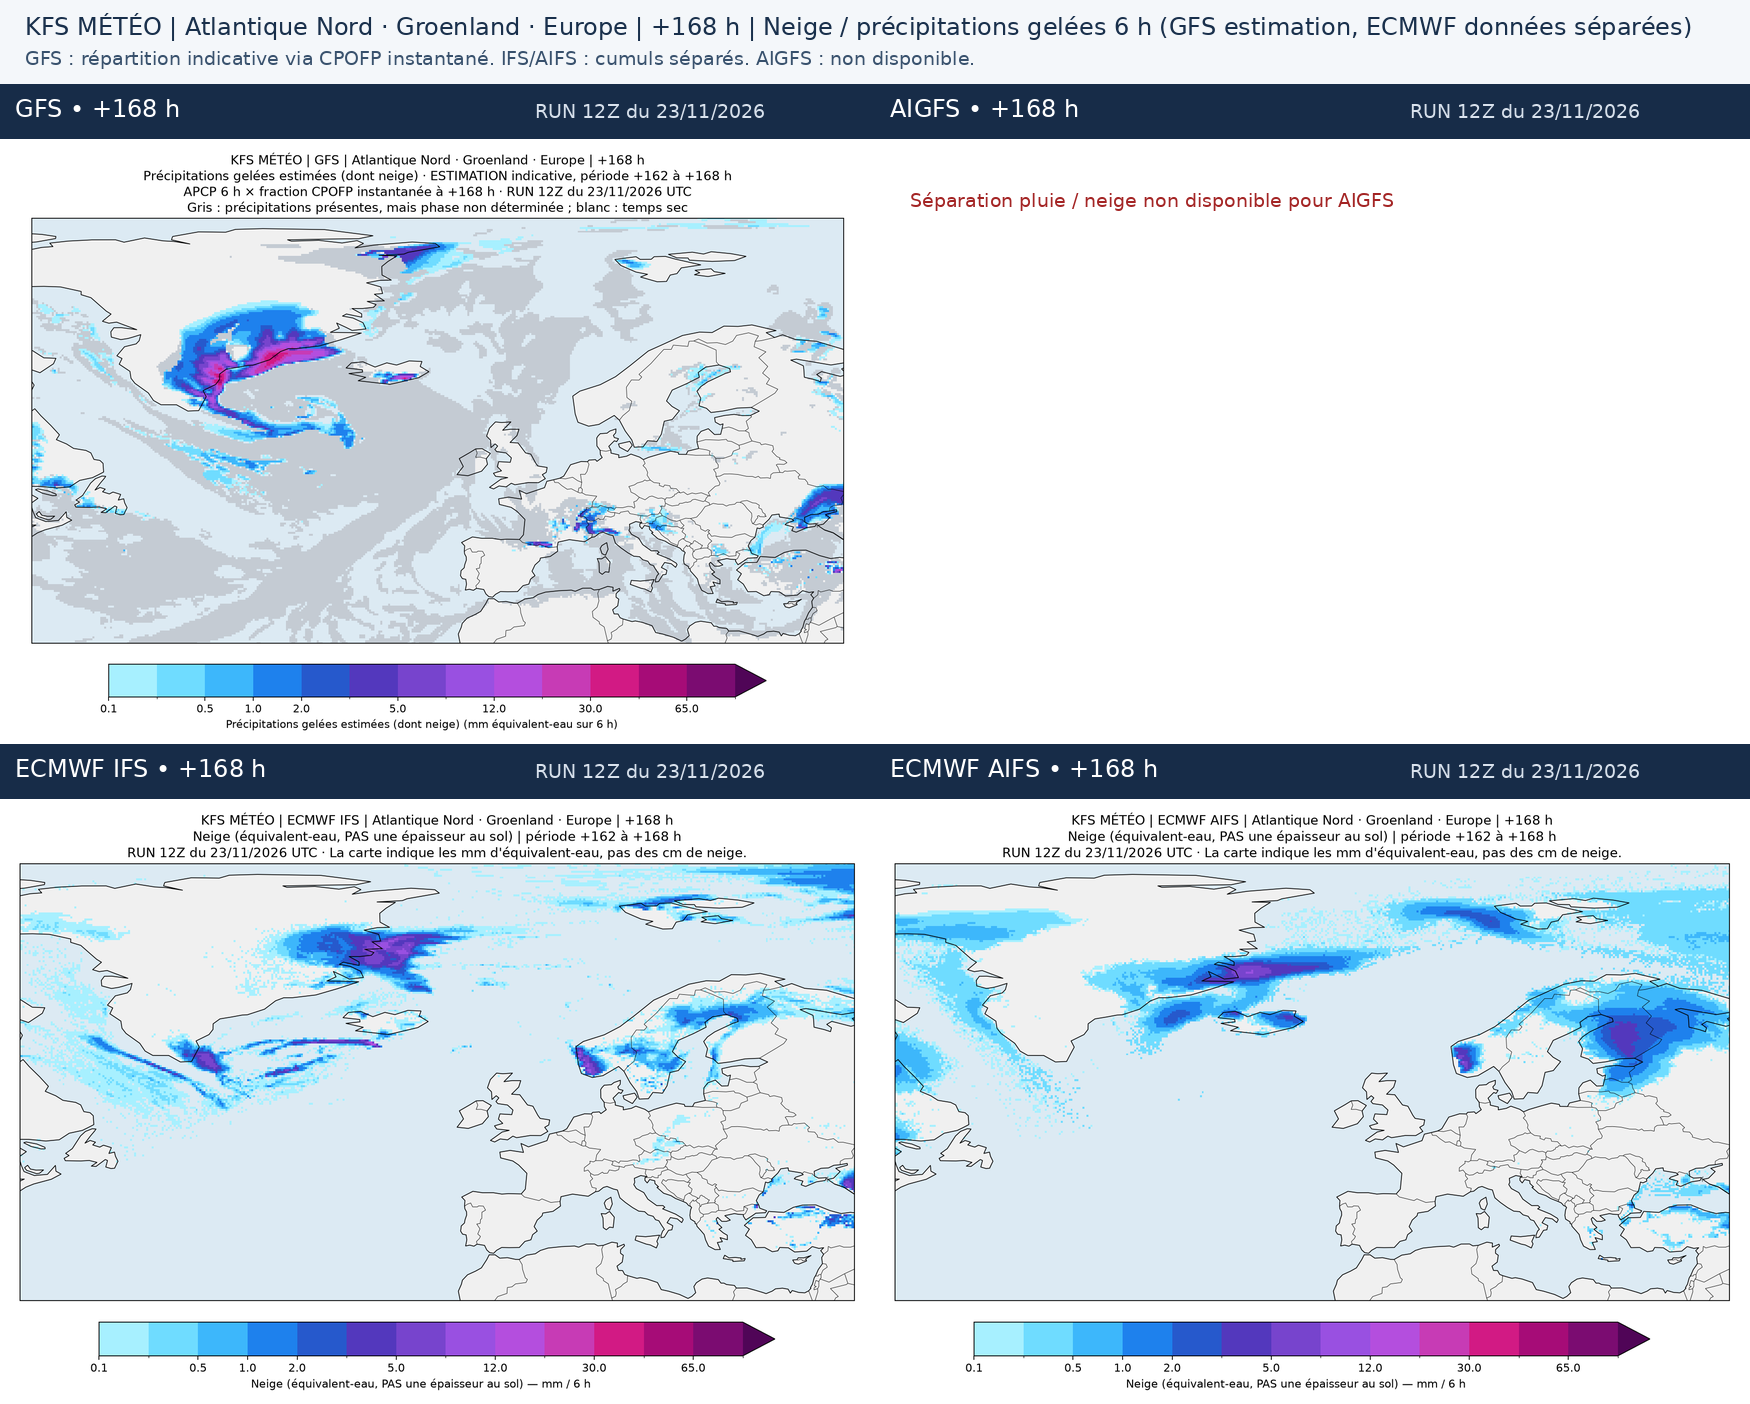 KFS MÉTÉO | Atlantique Nord · Groenland · Europe | +168 h | Neige / précipitations gelées 6 h (GFS estimation, ECMWF données séparées)
GFS : répartition indicative via CPOFP instantané. IFS/AIFS : cumuls séparés. AIGFS : non disponible.
GFS • +168 h
RUN 12Z du 23/11/2026
AIGFS • +168 h
RUN 12Z du 23/11/2026
KFS MÉTÉO | GFS | Atlantique Nord · Groenland · Europe | +168 h
Précipitations gelées estimées (dont neige) · ESTIMATION indicative, période +162 à +168 h
APCP 6 h × fraction CPOFP instantanée à +168 h · RUN 12Z du 23/11/2026 UTC
Gris : précipitations présentes, mais phase non déterminée ; blanc : temps sec
Séparation pluie / neige non disponible pour AIGFS
0.1 0.5 1.0 2.0 5.0 12.0 30.0 65.0
Précipitations gelées estimées (dont neige) (mm équivalent-eau sur 6 h)
ECMWF IFS • +168 h
RUN 12Z du 23/11/2026
ECMWF AIFS • +168 h
RUN 12Z du 23/11/2026
KFS MÉTÉO | ECMWF IFS | Atlantique Nord · Groenland · Europe | +168 h
Neige (équivalent-eau, PAS une épaisseur au sol) | période +162 à +168 h
RUN 12Z du 23/11/2026 UTC · La carte indique les mm d'équivalent-eau, pas des cm de neige.
KFS MÉTÉO | ECMWF AIFS | Atlantique Nord · Groenland · Europe | +168 h
Neige (équivalent-eau, PAS une épaisseur au sol) | période +162 à +168 h
RUN 12Z du 23/11/2026 UTC · La carte indique les mm d'équivalent-eau, pas des cm de neige.
0.1 0.5 1.0 2.0 5.0 12.0 30.0 65.0
Neige (équivalent-eau, PAS une épaisseur au sol) — mm / 6 h
0.1 0.5 1.0 2.0 5.0 12.0 30.0 65.0
Neige (équivalent-eau, PAS une épaisseur au sol) — mm / 6 h